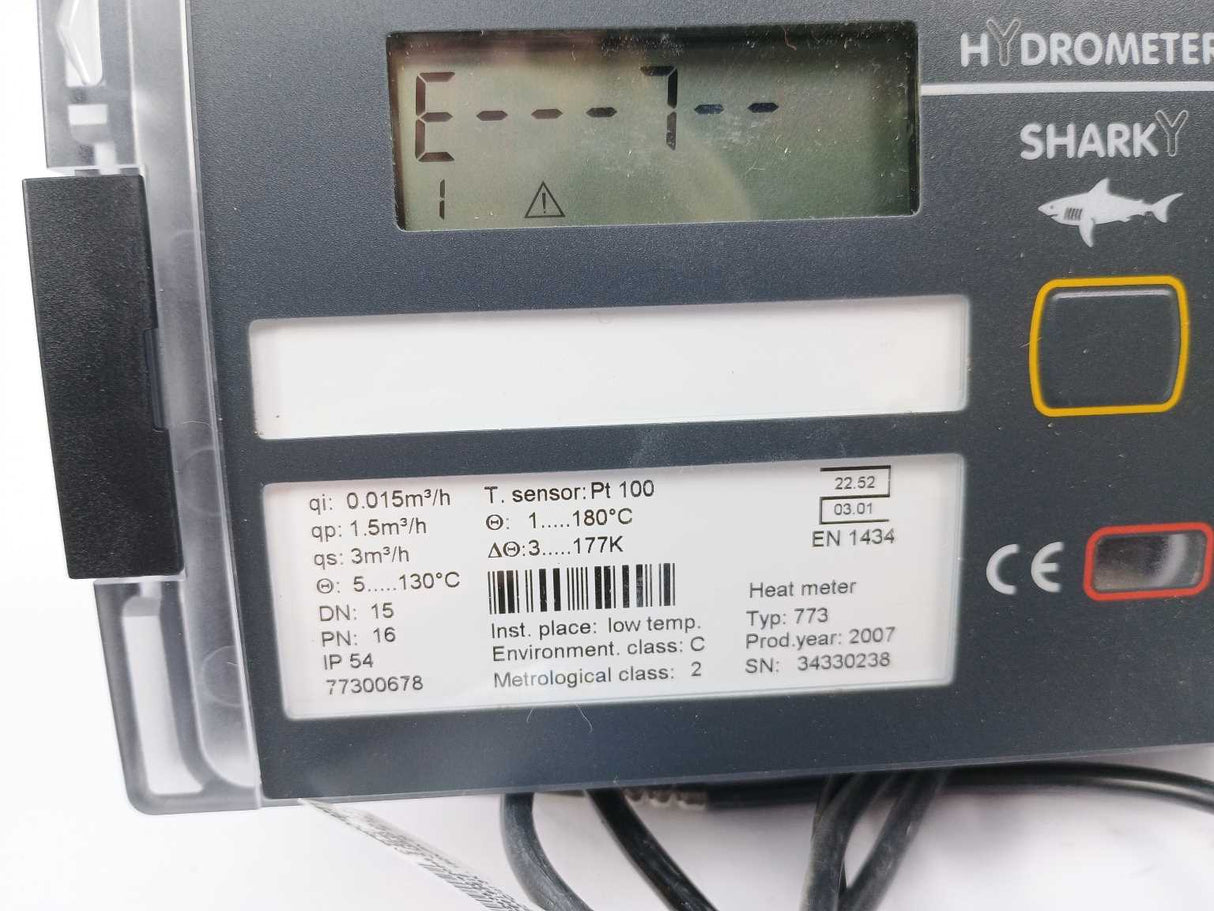 HYDROMETER
SHARKY
E---7--
1
qi: 0.015m³/h
qp: 1.5m³/h
qs: 3m³/h
Θ: 5.....130°C
DN: 15
PN: 16
IP 54
77300678
T. sensor: Pt 100
Θ: 1.....180°C
ΔΘ:3.....177K
Inst. place: low temp.
Environment. class: C
Metrological class: 2
22.52
03.01
EN 1434
Heat meter
Typ: 773
Prod.year: 2007
SN: 34330238
CE